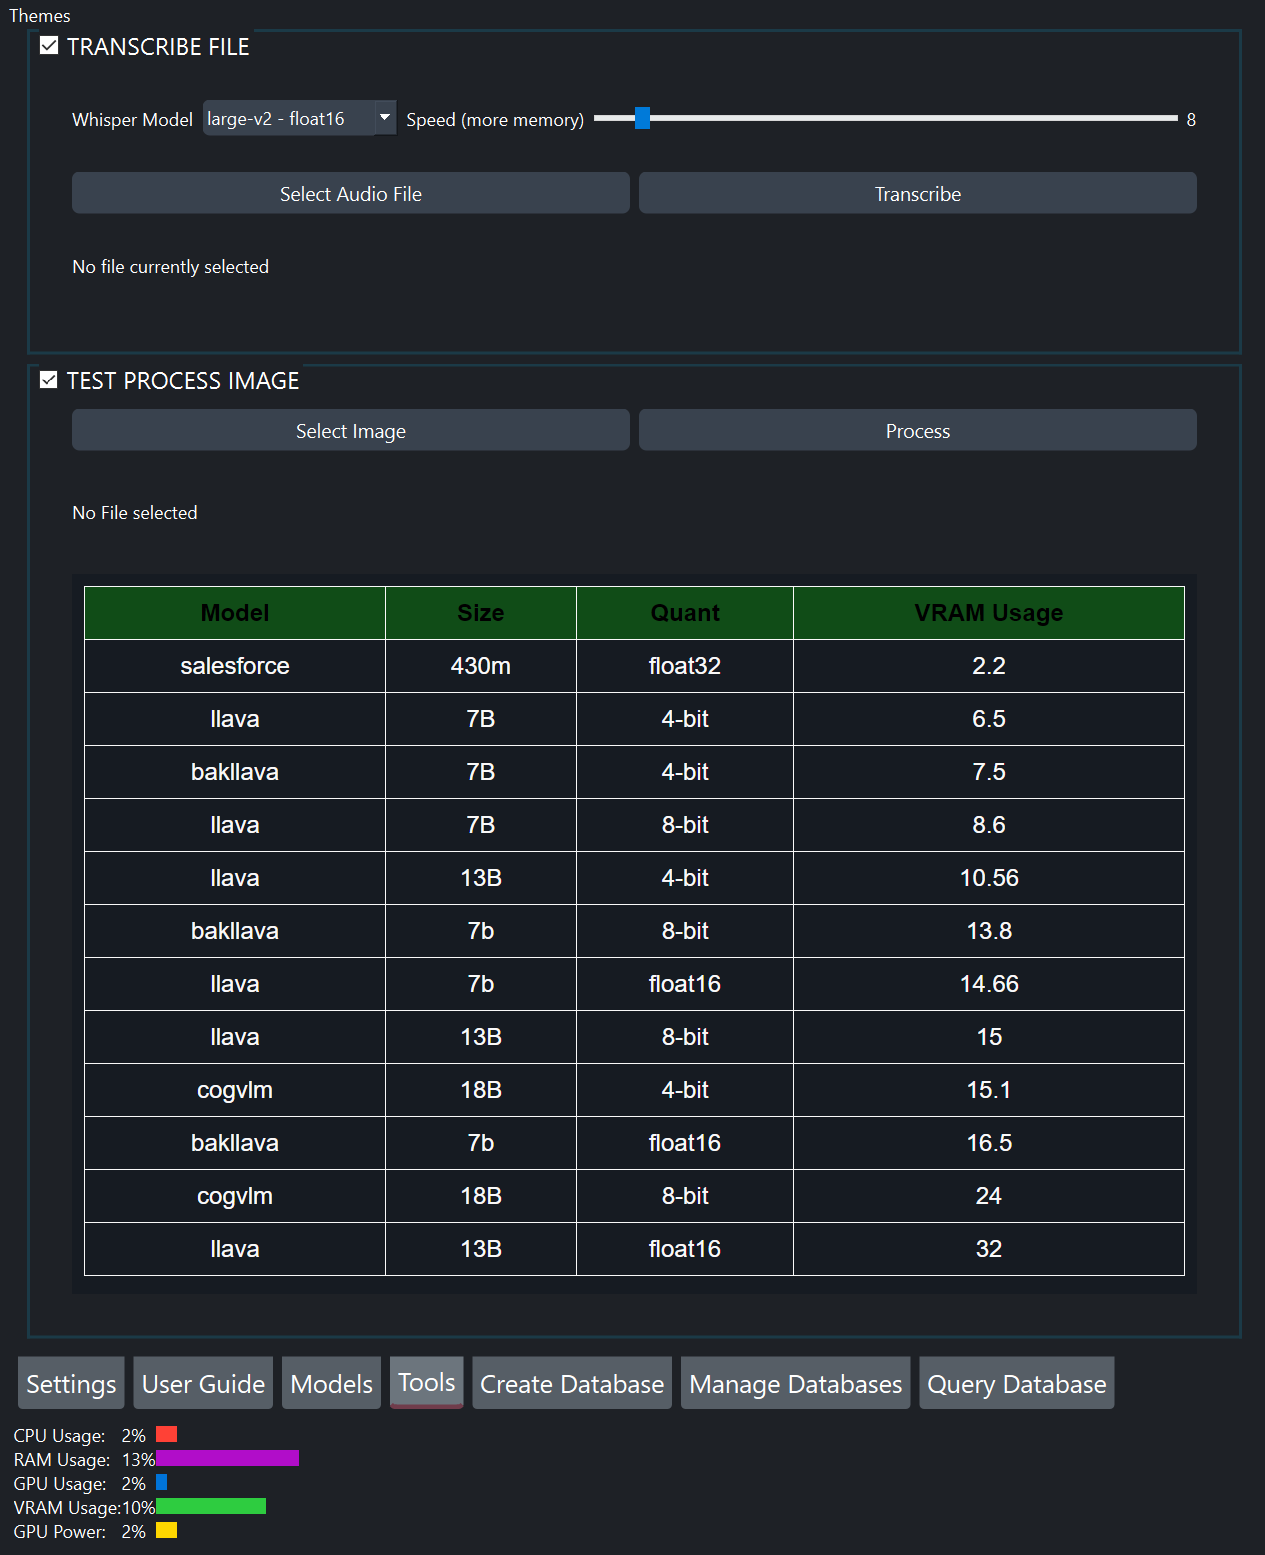 Themes
TRANSCRIBE FILE
Whisper Model large-v2 - float16 Speed (more memory) 8
Select Audio File Transcribe
No file currently selected
TEST PROCESS IMAGE
Select Image Process
No File selected
Model Size Quant VRAM Usage
salesforce 430m float32 2.2
llava 7B 4-bit 6.5
bakllava 7B 4-bit 7.5
llava 7B 8-bit 8.6
llava 13B 4-bit 10.56
bakllava 7b 8-bit 13.8
llava 7b float16 14.66
llava 13B 8-bit 15
cogvlm 18B 4-bit 15.1
bakllava 7b float16 16.5
cogvlm 18B 8-bit 24
llava 13B float16 32
Settings User Guide Models Tools Create Database Manage Databases Query Database
CPU Usage: 2%
RAM Usage: 13%
GPU Usage: 2%
VRAM Usage:10%
GPU Power: 2%